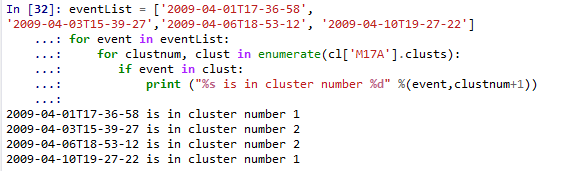 In [32]: eventList = ['2009-04-01T17-36-58',
'2009-04-03T15-39-27','2009-04-06T18-53-12', '2009-04-10T19-27-22']
...: for event in eventList:
...:     for clustnum, clust in enumerate(cl['M17A'].clusts):
...:         if event in clust:
...:             print ("%s is in cluster number %d" %(event,clustnum+1))
...:
2009-04-01T17-36-58 is in cluster number 1
2009-04-03T15-39-27 is in cluster number 2
2009-04-06T18-53-12 is in cluster number 2
2009-04-10T19-27-22 is in cluster number 1